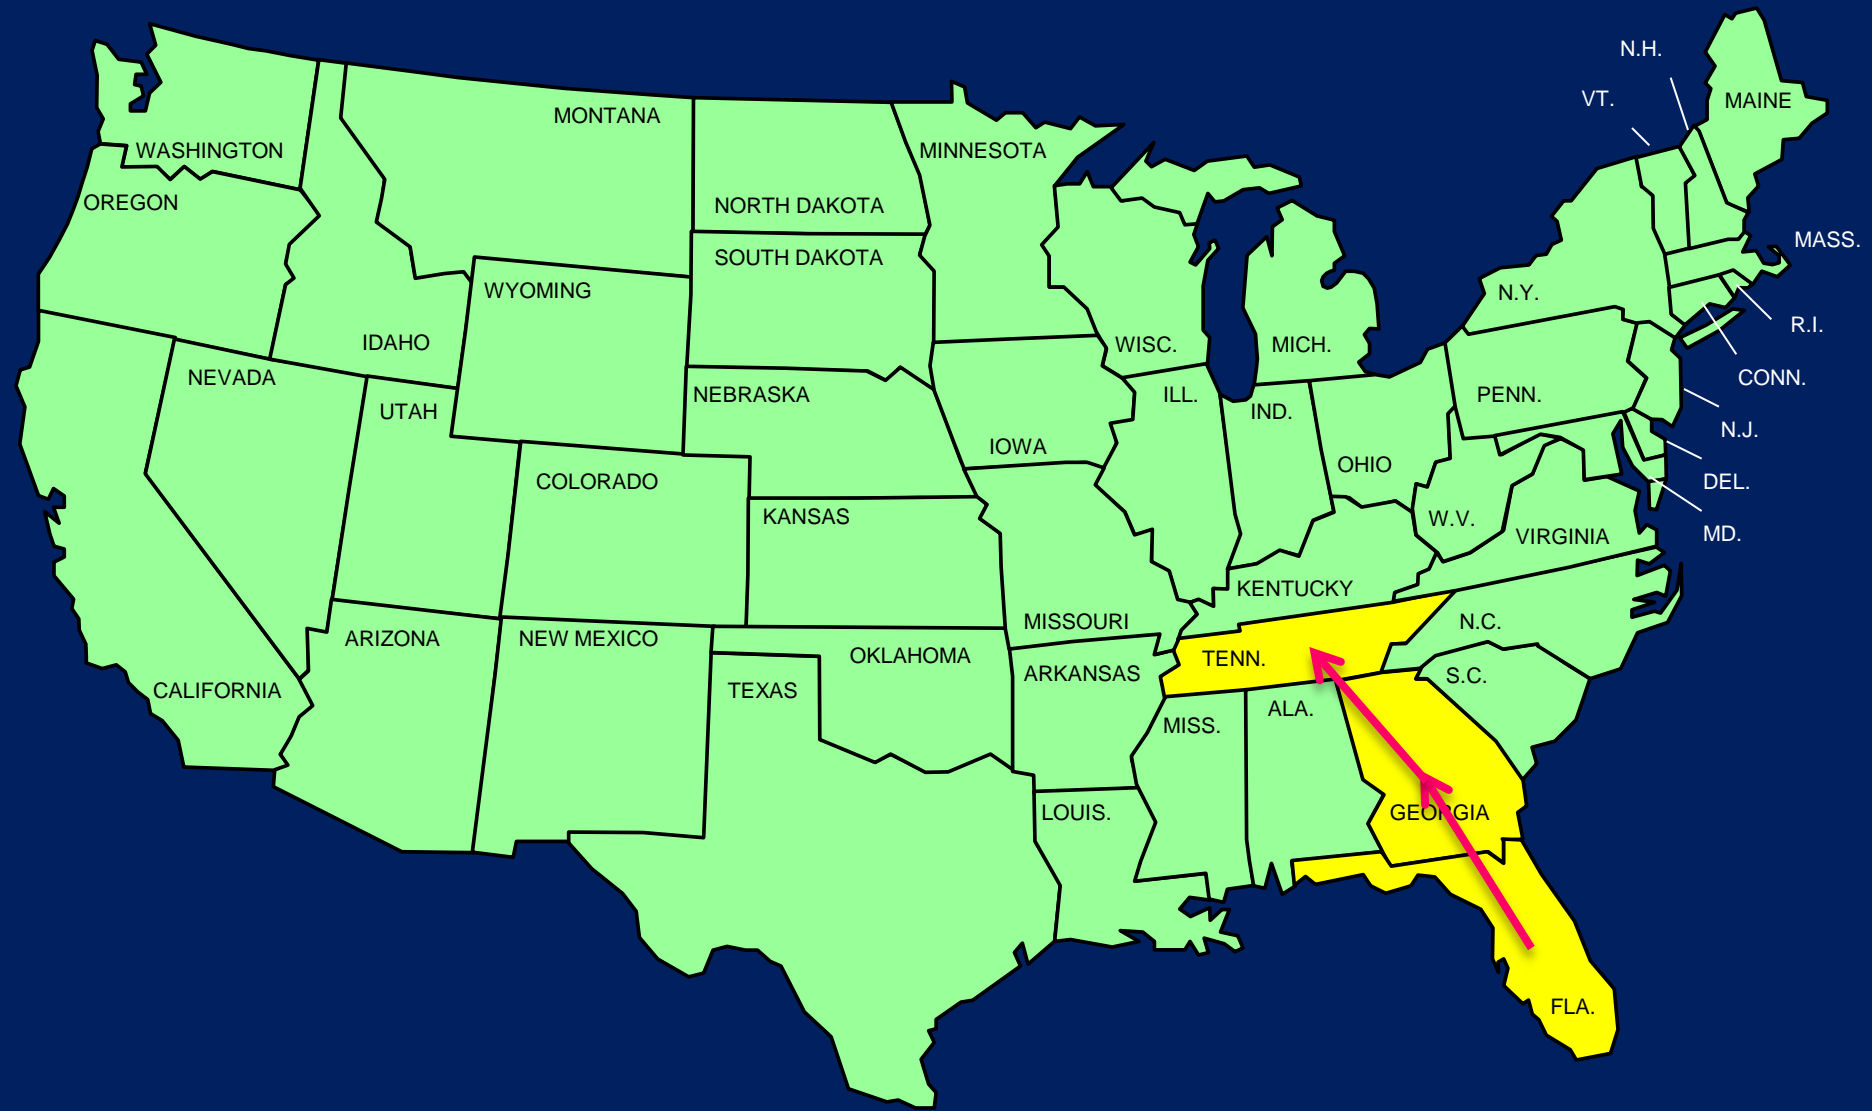 N.H.
VT.
MAINE
MONTANA
WASHINGTON
MINNESOTA
OREGON
NORTH DAKOTA
MASS.
SOUTH DAKOTA
WYOMING
N.Y.
R.I.
IDAHO
WISC.
MICH.
NEVADA
CONN.
UTAH
NEBRASKA
ILL.
IND.
PENN.
N.J.
IOWA
OHIO
COLORADO
DEL.
KANSAS
W.V.
VIRGINIA
MD.
KENTUCKY
MISSOURI
N.C.
ARIZONA
NEW MEXICO
OKLAHOMA
TENN.
ARKANSAS
S.C.
CALIFORNIA
TEXAS
ALA.
MISS.
LOUIS.
GEORGIA
FLA.